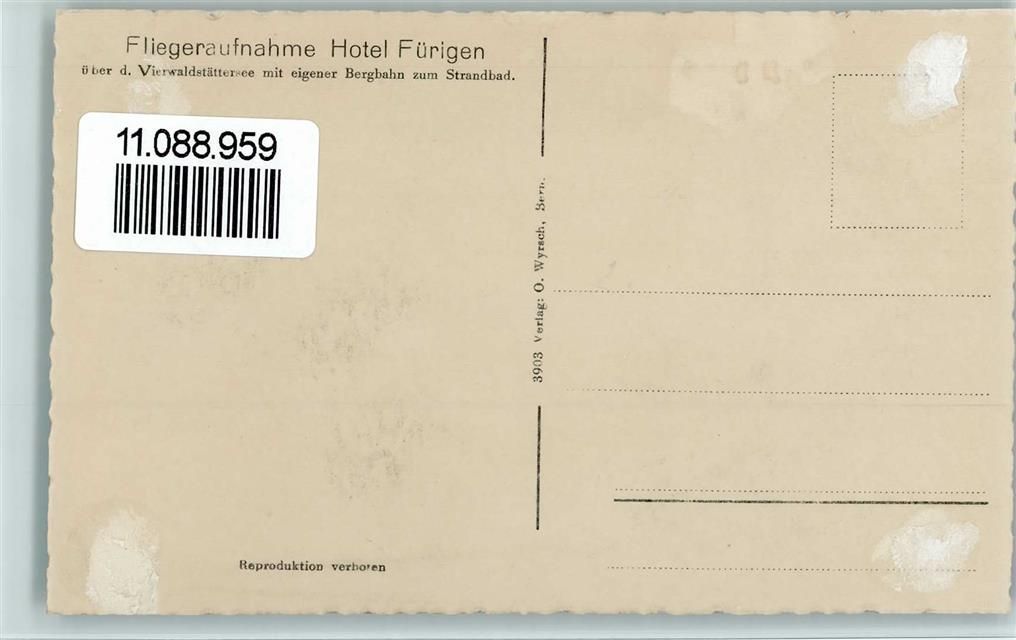 Fliegeraufnahme Hotel Fürigen
über d. Vierwaldstättersee mit eigener Bergbahn zum Strandbad.
11.088.959
3903 Verlag: O. Wyrsch, Bern.
Reproduktion verboten